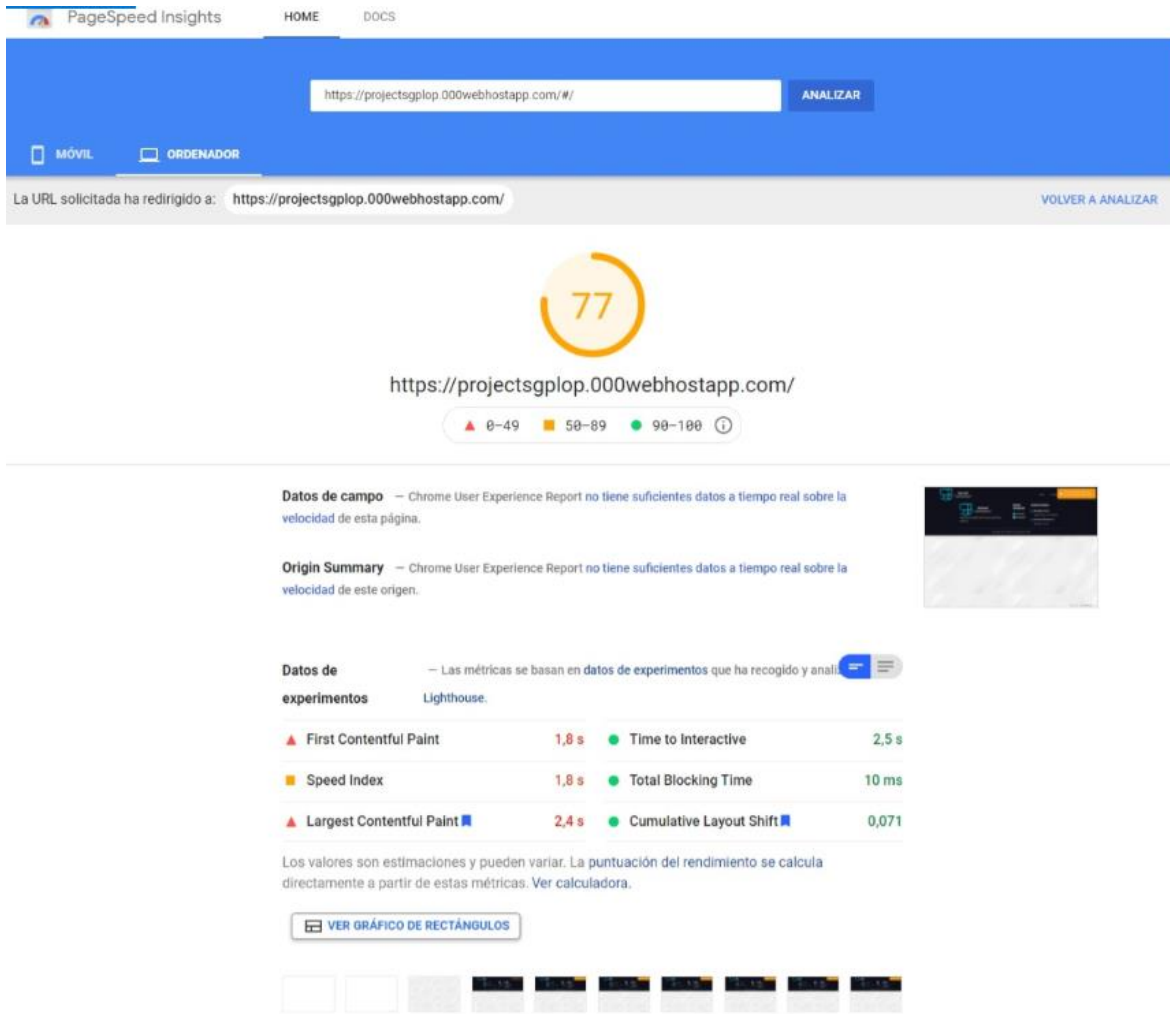 PageSpeed Insights
HOME
DOCS
https://projectsgplop.000webhostapp.com/#/
ANALIZAR
MÓVIL
ORDENADOR
La URL solicitada ha redirigido a: https://projectsgplop.000webhostapp.com/
VOLVER A ANALIZAR
77
https://projectsgplop.000webhostapp.com/
0–49 50–89 90–100
Datos de campo — Chrome User Experience Report no tiene suficientes datos a tiempo real sobre la
velocidad de esta página.
Origin Summary — Chrome User Experience Report no tiene suficientes datos a tiempo real sobre la
velocidad de este origen.
Datos de
experimentos
— Las métricas se basan en datos de experimentos que ha recogido y anali
Lighthouse.
First Contentful Paint 1,8 s
Time to Interactive 2,5 s
Speed Index 1,8 s
Total Blocking Time 10 ms
Largest Contentful Paint 2,4 s
Cumulative Layout Shift 0,071
Los valores son estimaciones y pueden variar. La puntuación del rendimiento se calcula
directamente a partir de estas métricas. Ver calculadora.
VER GRÁFICO DE RECTÁNGULOS